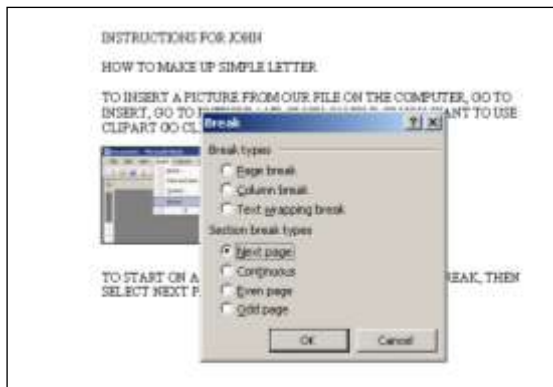 INSTRUCTIONS FOR JOHN
HOW TO MAKE UP SIMPLE LETTER
TO INSERT A PICTURE FROM OUR FILE ON THE COMPUTER, GO TO
INSERT, GO TO
ANT TO USE
CLIPART GO CL
Break
Break types
Page break
Column break
Text wrapping break
Section break types
Next page
Continuous
Even page
Odd page
OK
Cancel
TO START ON A
REAK, THEN
SELECT NEXT P